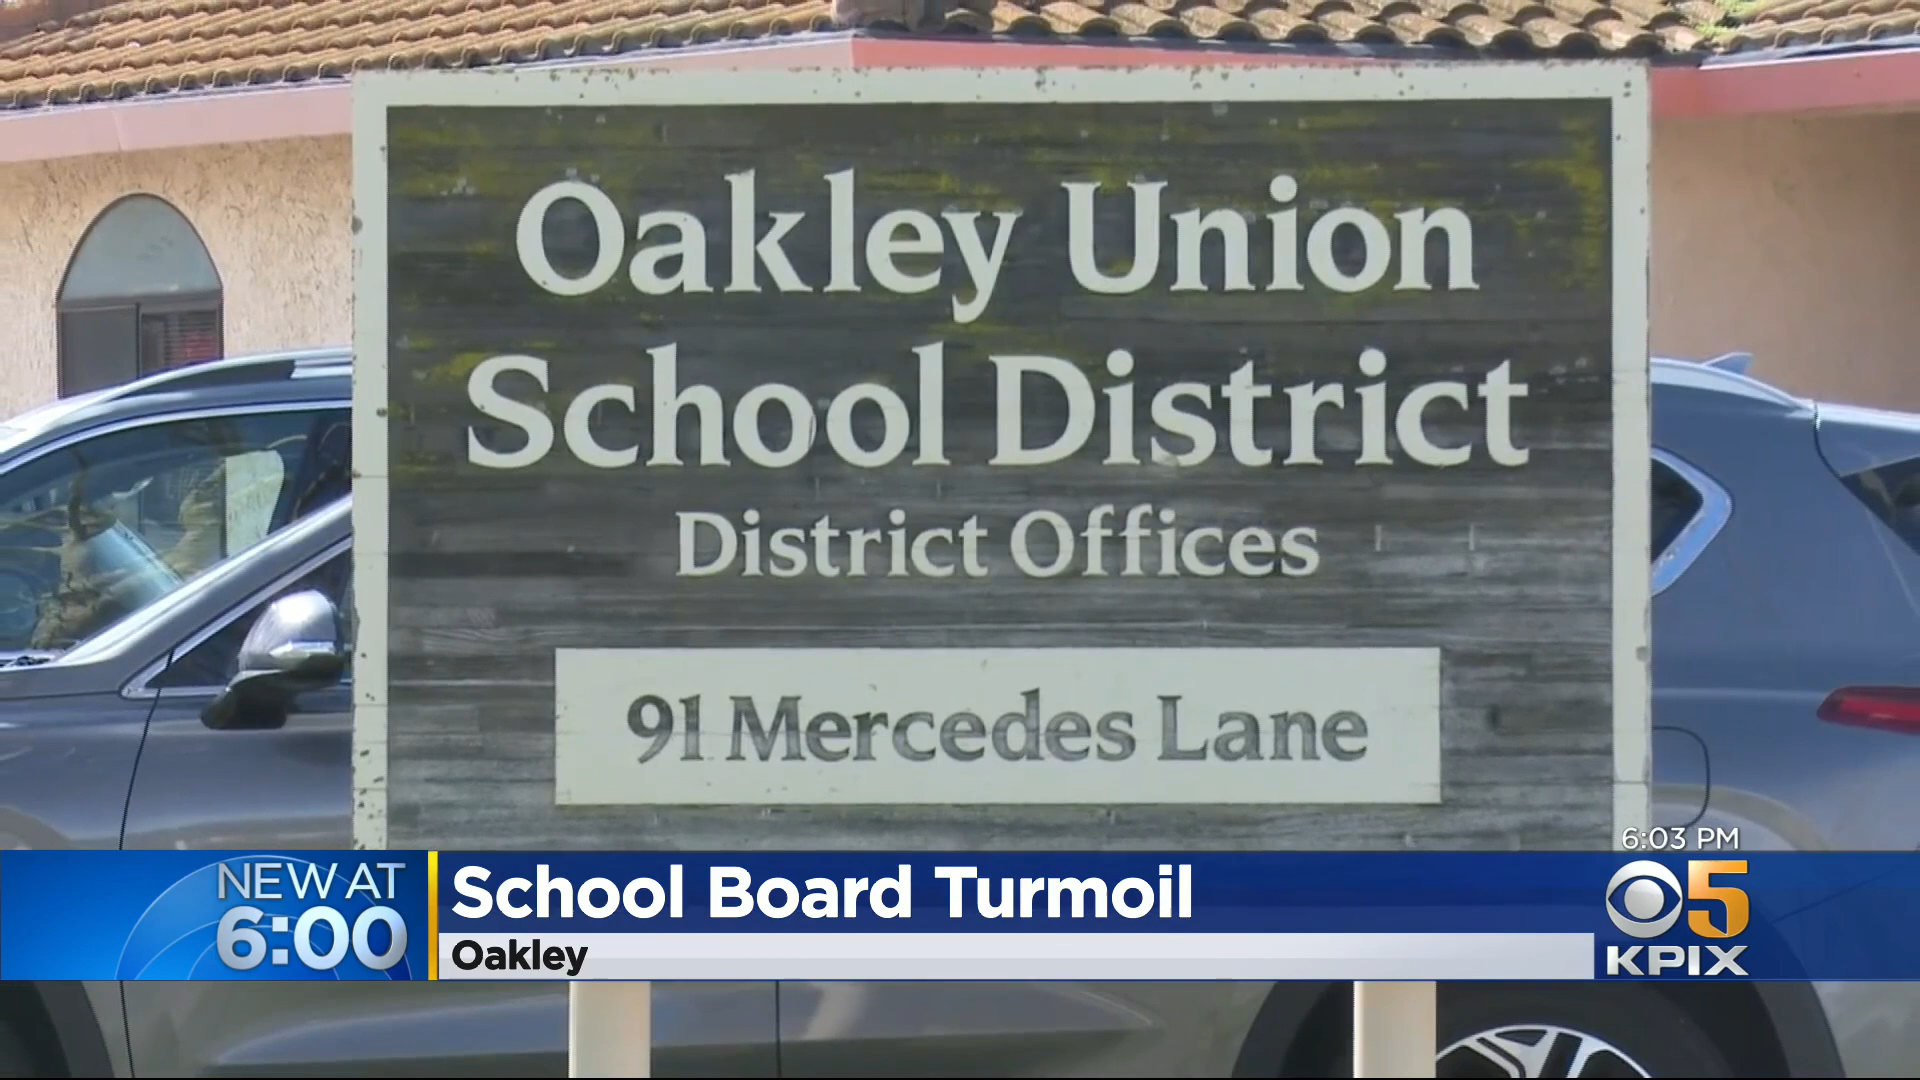 Oakley Union
School District
District Offices
91 Mercedes Lane
6:03 PM
NEW AT
6:00
School Board Turmoil
Oakley
5
KPIX